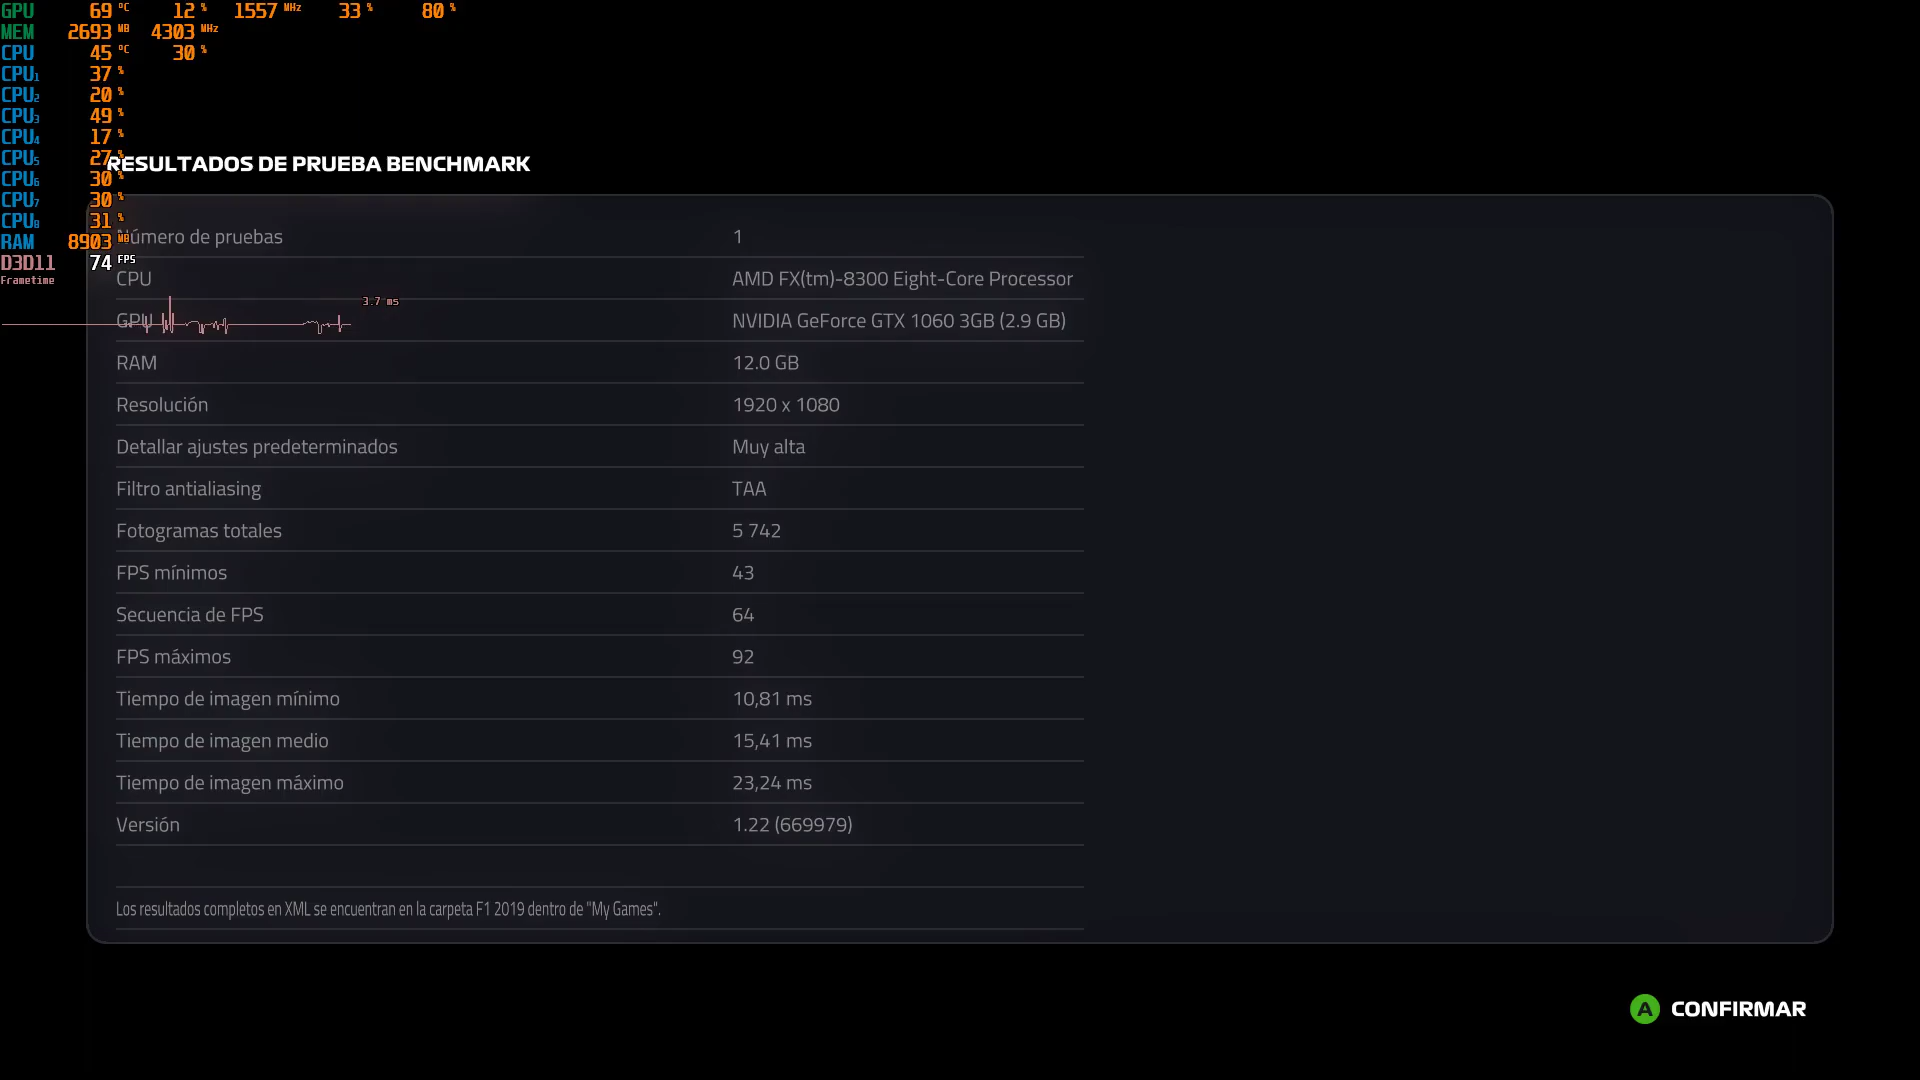 GPU 69 °C 12 % 1557 MHz 33 % 80 %
MEM 2693 MB 4303 MHz
CPU 45 °C 30 %
CPU1 37 %
CPU2 20 %
CPU3 49 %
CPU4 17 %
CPU5 27 %
RESULTADOS DE PRUEBA BENCHMARK
CPU6 30 %
CPU7 30 %
CPU8 31 %
Número de pruebas 1
RAM 8903 MB
D3D11 74 FPS
Frametime
CPU AMD FX(tm)-8300 Eight-Core Processor
3.7 ms
GPU NVIDIA GeForce GTX 1060 3GB (2.9 GB)
RAM 12.0 GB
Resolución 1920 x 1080
Detallar ajustes predeterminados Muy alta
Filtro antialiasing TAA
Fotogramas totales 5 742
FPS mínimos 43
Secuencia de FPS 64
FPS máximos 92
Tiempo de imagen mínimo 10,81 ms
Tiempo de imagen medio 15,41 ms
Tiempo de imagen máximo 23,24 ms
Versión 1.22 (669979)
Los resultados completos en XML se encuentran en la carpeta F1 2019 dentro de "My Games".
A CONFIRMAR